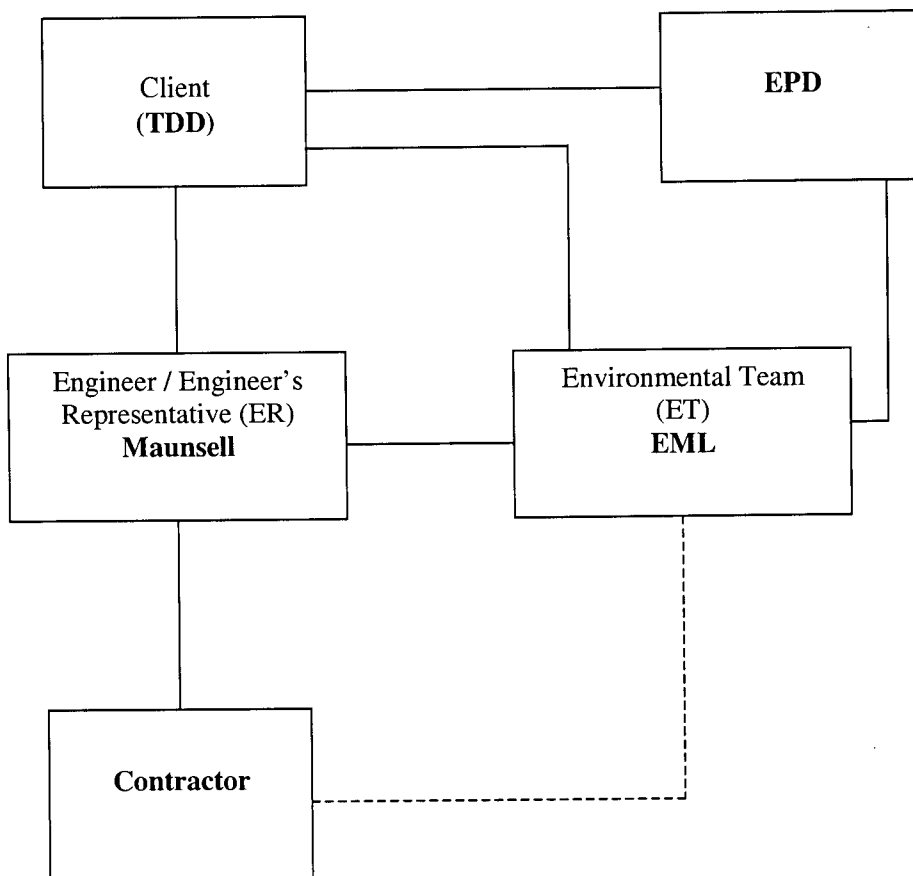 Client
(TDD)
EPD
Engineer / Engineer's
Representative (ER)
Maunsell
Environmental Team
(ET)
EML
Contractor